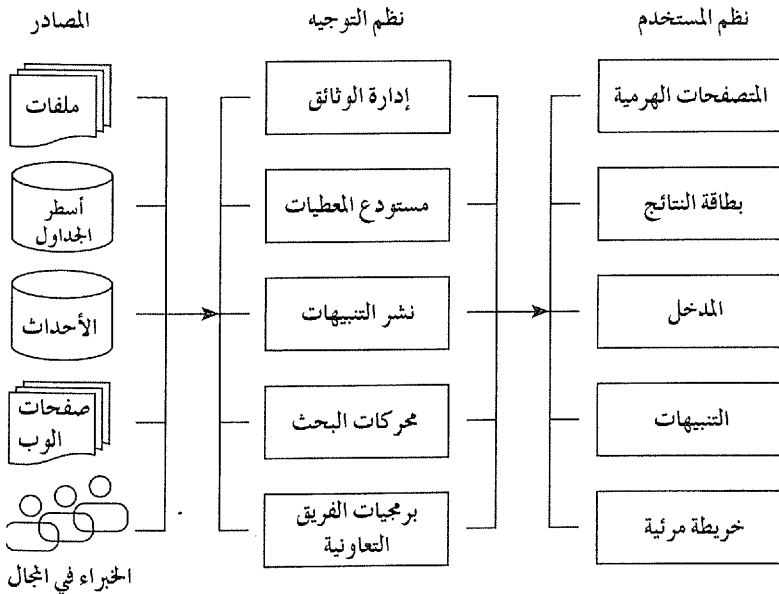 المصادر
نظم التوجيه
نظم المستخدم
ملفات
أسطر
الجداول
الأحداث
صفحات
الوب
الخبراء في المجال
إدارة الوثائق
مستودع المعطيات
نشر التنبيهات
محركات البحث
برمجيات الفريق
التعاونية
المتصفحات الهرمية
بطاقة النتائج
المدخل
التنبيهات
خريطة مرئية